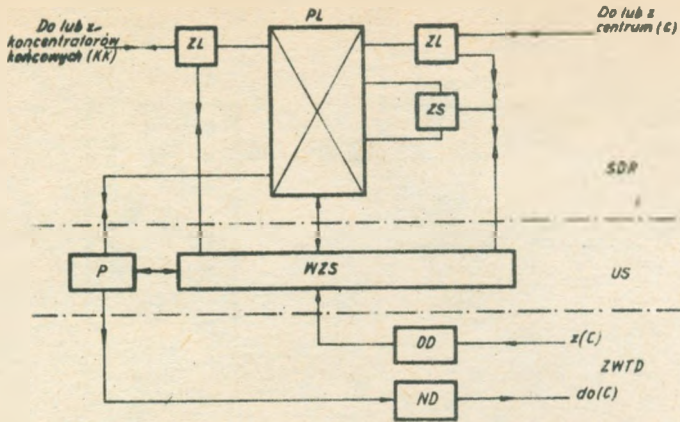 PL
Do lub z
koncentratorów
końcowych (KK)
ZL
ZL
Do lub z
centrum (C)
ZS
SDR
P
WZS
US
OD
z(C)
ZWTD
ND
do(C)